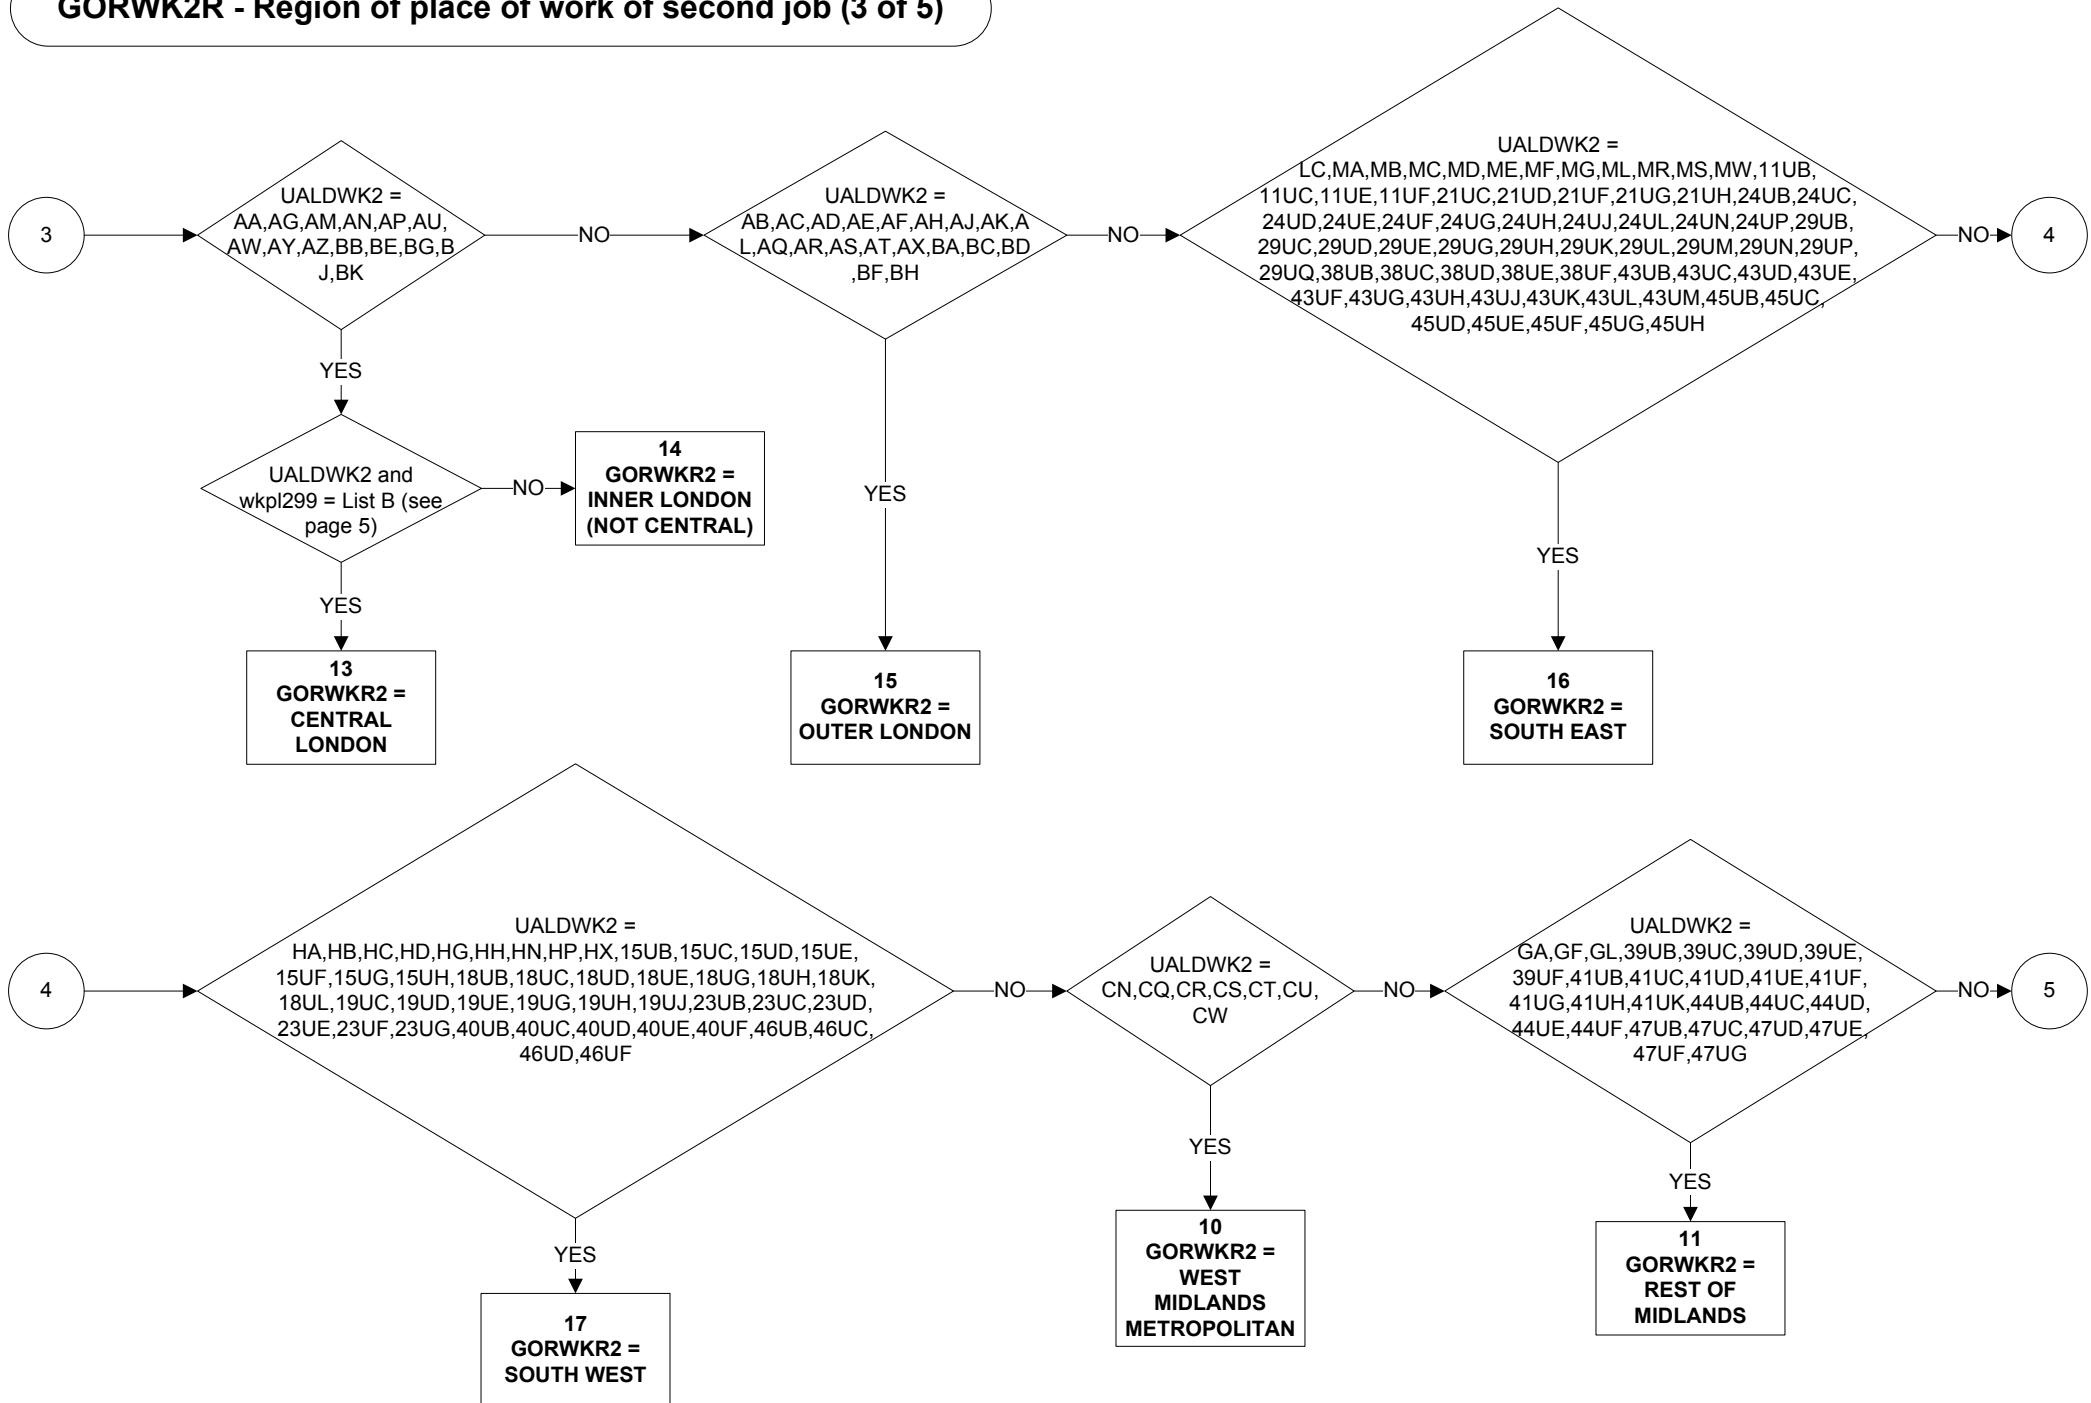 GORWK2R - Region of place of work of second job (3 of 5)
3
UALDWK2 =
AA,AG,AM,AN,AP,AU,
AW,AY,AZ,BB,BE,BG,B
J,BK
NO
UALDWK2 =
AB,AC,AD,AE,AF,AH,AJ,AK,A
L,AQ,AR,AS,AT,AX,BA,BC,BD
,BF,BH
NO
UALDWK2 =
LC,MA,MB,MC,MD,ME,MF,MG,ML,MR,MS,MW,11UB,
11UC,11UE,11UF,21UC,21UD,21UF,21UG,21UH,24UB,24UC,
24UD,24UE,24UF,24UG,24UH,24UJ,24UL,24UN,24UP,29UB,
29UC,29UD,29UE,29UG,29UH,29UK,29UL,29UM,29UN,29UP,
29UQ,38UB,38UC,38UD,38UE,38UF,43UB,43UC,43UD,43UE,
43UF,43UG,43UH,43UJ,43UK,43UL,43UM,45UB,45UC,
45UD,45UE,45UF,45UG,45UH
NO
4
YES
UALDWK2 and
wkpl299 = List B (see
page 5)
NO
14
GORWKR2 =
INNER LONDON
(NOT CENTRAL)
YES
YES
YES
13
GORWKR2 =
CENTRAL
LONDON
15
GORWKR2 =
OUTER LONDON
16
GORWKR2 =
SOUTH EAST
4
UALDWK2 =
HA,HB,HC,HD,HG,HH,HN,HP,HX,15UB,15UC,15UD,15UE,
15UF,15UG,15UH,18UB,18UC,18UD,18UE,18UG,18UH,18UK,
18UL,19UC,19UD,19UE,19UG,19UH,19UJ,23UB,23UC,23UD,
23UE,23UF,23UG,40UB,40UC,40UD,40UE,40UF,46UB,46UC,
46UD,46UF
NO
UALDWK2 =
CN,CQ,CR,CS,CT,CU,
CW
NO
UALDWK2 =
GA,GF,GL,39UB,39UC,39UD,39UE,
39UF,41UB,41UC,41UD,41UE,41UF,
41UG,41UH,41UK,44UB,44UC,44UD,
44UE,44UF,47UB,47UC,47UD,47UE,
47UF,47UG
NO
5
YES
YES
YES
17
GORWKR2 =
SOUTH WEST
10
GORWKR2 =
WEST
MIDLANDS
METROPOLITAN
11
GORWKR2 =
REST OF
MIDLANDS